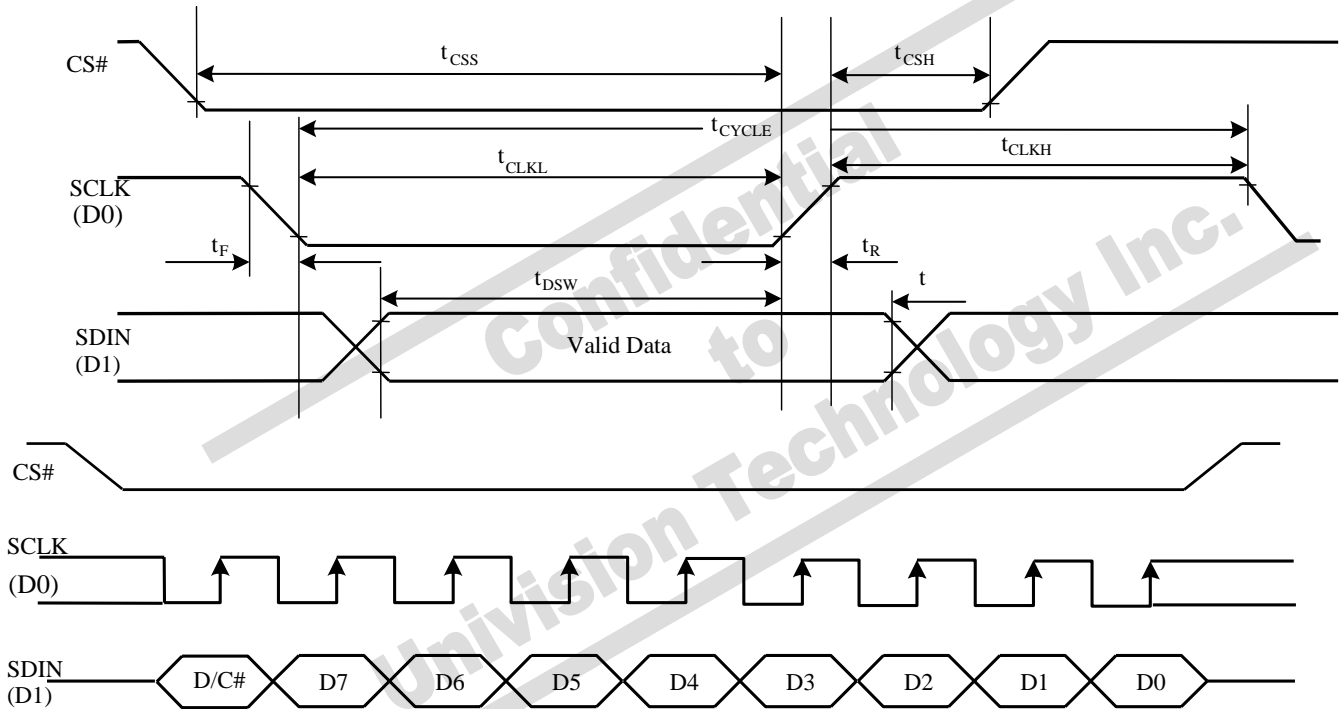 CS#
tCSS
tCSH
tCYCLE
tCLKL
tCLKH
SCLK
(D0)
tF
tR
tDSW
t
SDIN
(D1)
Valid Data
Confidential
to
Univision Technology Inc.
CS#
SCLK
(D0)
SDIN
(D1)
D/C# D7 D6 D5 D4 D3 D2 D1 D0